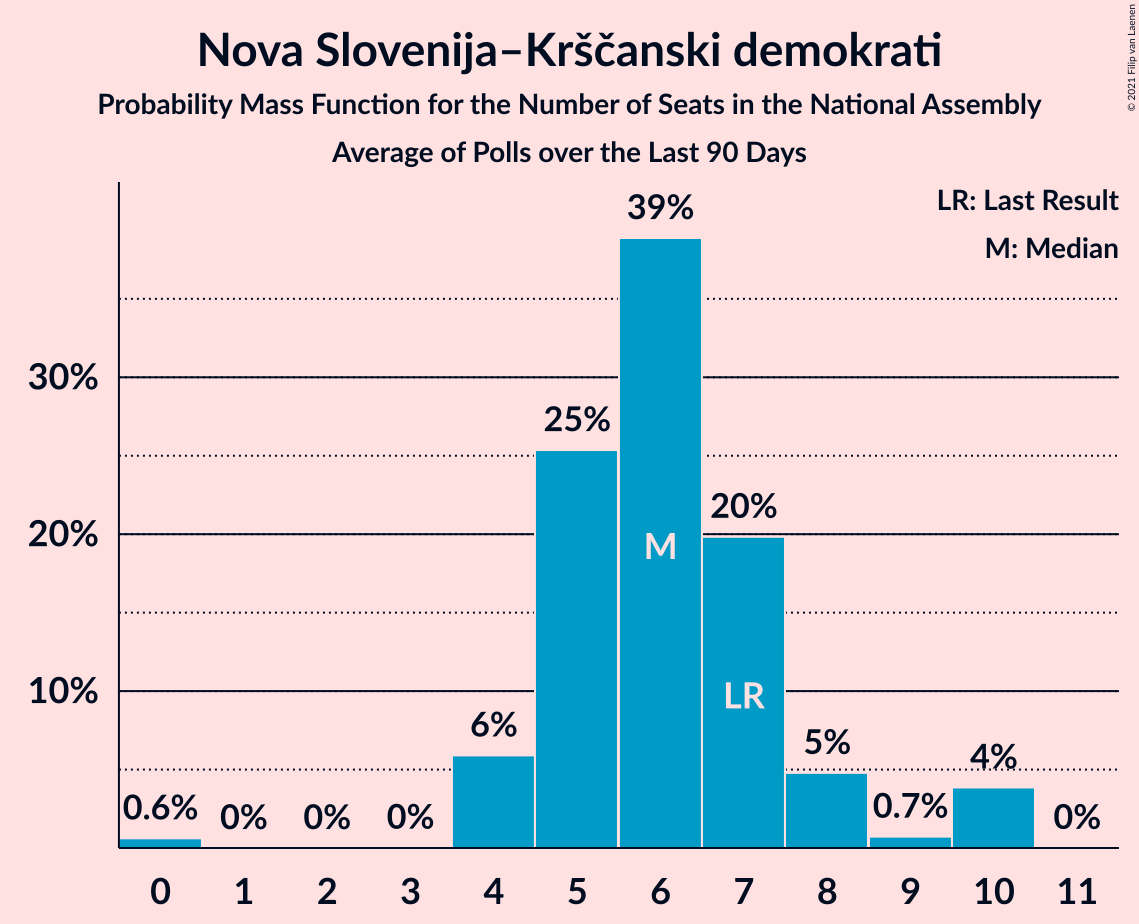 Nova Slovenija–Krščanski demokrati
Probability Mass Function for the Number of Seats in the National Assembly
Average of Polls over the Last 90 Days
© 2021 Filip van Laenen
LR: Last Result
M: Median
39%
30%
25%
20%
20%
M
LR
10%
6%
5%
4%
0.6%
0%
0%
0%
0.7%
0%
0 1 2 3 4 5 6 7 8 9 10 11